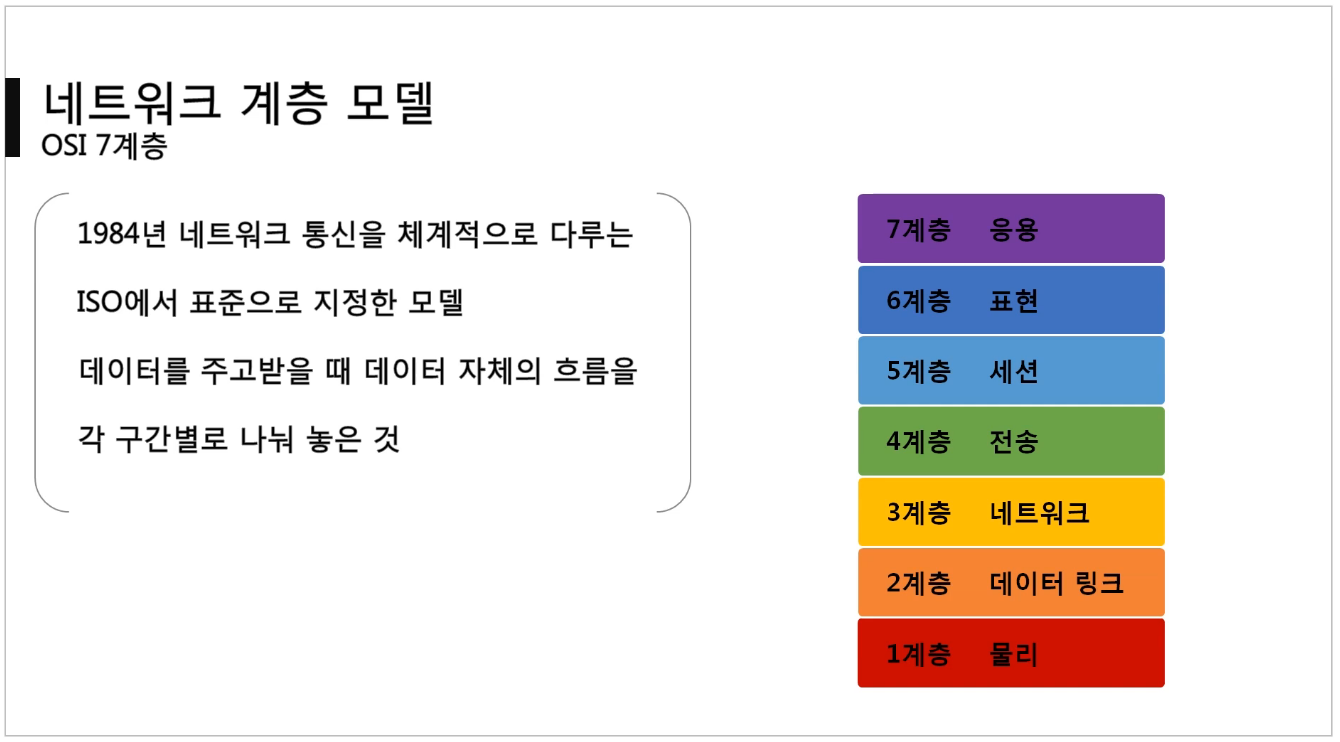 네트워크 계층 모델
OSI 7계층
1984년 네트워크 통신을 체계적으로 다루는
ISO에서 표준으로 지정한 모델
데이터를 주고받을 때 데이터 자체의 흐름을
각 구간별로 나눠 놓은 것
7계층 응용
6계층 표현
5계층 세션
4계층 전송
3계층 네트워크
2계층 데이터 링크
1계층 물리